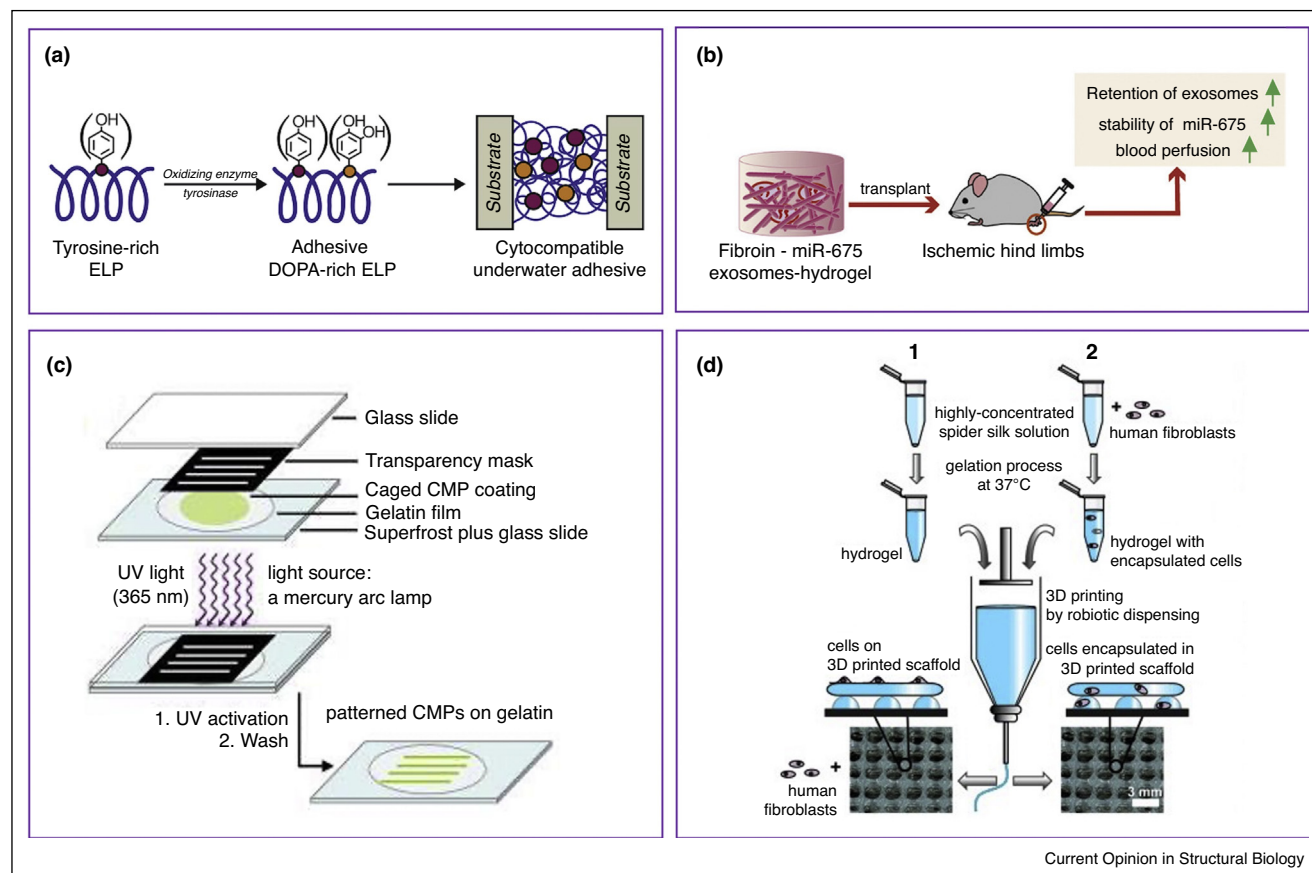 (a)
OH
OH
OH
OH
Oxidizing enzyme
tyrosinase
Substrate
Substrate
Tyrosine-rich
ELP
Adhesive
DOPA-rich ELP
Cytocompatible
underwater adhesive
(b)
Retention of exosomes
stability of miR-675
blood perfusion
transplant
Fibroin - miR-675
exosomes-hydrogel
Ischemic hind limbs
(c)
Glass slide
Transparency mask
Caged CMP coating
Gelatin film
Superfrost plus glass slide
UV light
(365 nm)
light source:
a mercury arc lamp
1. UV activation
2. Wash
patterned CMPs on gelatin
(d)
1
2
highly-concentrated
spider silk solution
+
human fibroblasts
gelation process
at 37°C
hydrogel
hydrogel with
encapsulated cells
3D printing
by robiotic dispensing
cells on
3D printed scaffold
cells encapsulated in
3D printed scaffold
+
human
fibroblasts
3 mm
Current Opinion in Structural Biology